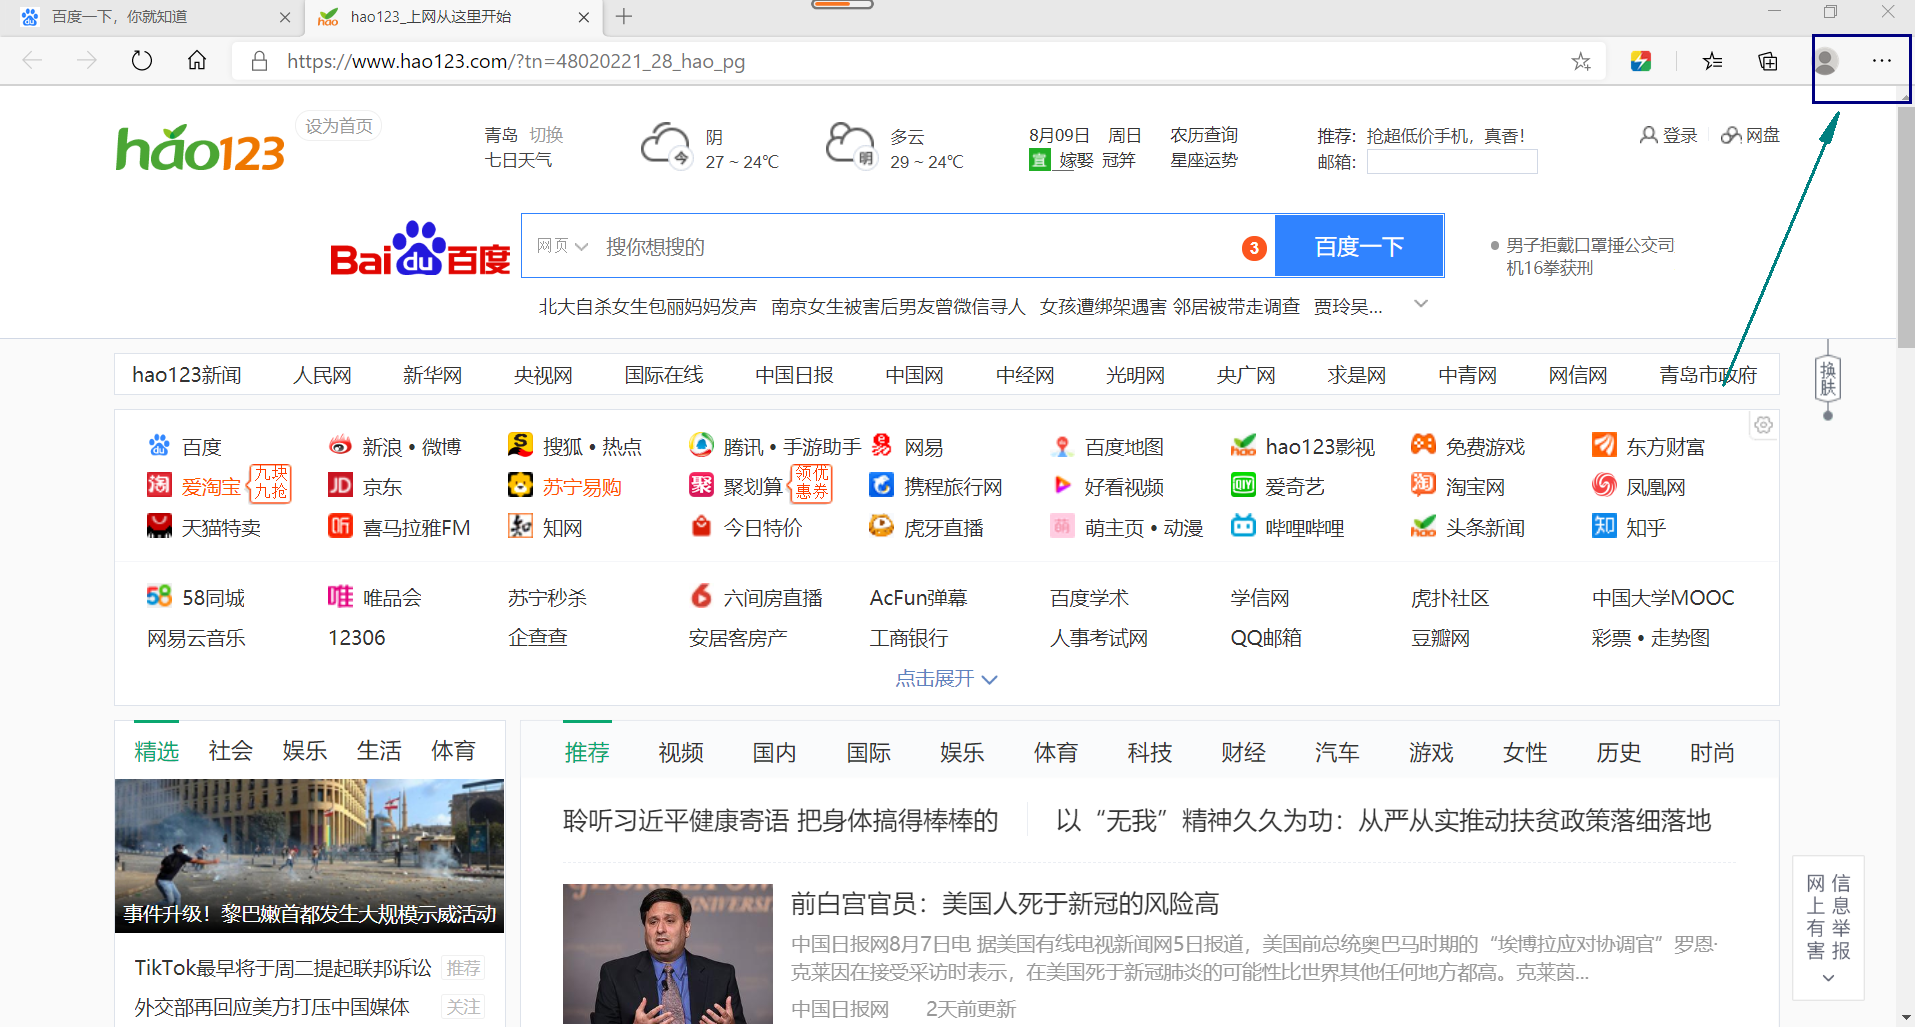 百度一下，你就知道
hao123_上网从这里开始
https://www.hao123.com/?tn=48020221_28_hao_pg
hao123
设为首页
青岛 切换
七日天气
今
阴
27 ~ 24℃
明
多云
29 ~ 24℃
8月09日 周日
宜 嫁娶 冠笄
农历查询
星座运势
推荐: 抢超低价手机，真香！
邮箱:
登录
网盘
Baidu百度
网页
搜你想搜的
3
百度一下
男子拒戴口罩捶公交司
机16拳获刑
北大自杀女生包丽妈妈发声 南京女生被害后男友曾微信寻人 女孩遭绑架遇害 邻居被带走调查 贾玲吴...
hao123新闻 人民网 新华网 央视网 国际在线 中国日报 中国网 中经网 光明网 央广网 求是网 中青网 网信网 青岛市政府
换肤
百度 新浪 • 微博 搜狐 • 热点 腾讯 • 手游助手 网易 百度地图 hao123影视 免费游戏 东方财富
爱淘宝 九块九抢 京东 苏宁易购 聚划算 领优惠券 携程旅行网 好看视频 爱奇艺 淘宝网 凤凰网
天猫特卖 喜马拉雅FM 知网 今日特价 虎牙直播 萌主页 • 动漫 哔哩哔哩 头条新闻 知乎
58同城 唯品会 苏宁秒杀 六间房直播 AcFun弹幕 百度学术 学信网 虎扑社区 中国大学MOOC
网易云音乐 12306 企查查 安居客房产 工商银行 人事考试网 QQ邮箱 豆瓣网 彩票 • 走势图
点击展开
精选 社会 娱乐 生活 体育
事件升级！黎巴嫩首都发生大规模示威活动
TikTok最早将于周二提起联邦诉讼 推荐
外交部再回应美方打压中国媒体 关注
推荐 视频 国内 国际 娱乐 体育 科技 财经 汽车 游戏 女性 历史 时尚
聆听习近平健康寄语 把身体搞得棒棒的
以“无我”精神久久为功：从严从实推动扶贫政策落细落地
前白宫官员：美国人死于新冠的风险高
中国日报网8月7日电 据美国有线电视新闻网5日报道，美国前总统奥巴马时期的“埃博拉应对协调官”罗恩·
克莱因在接受采访时表示，在美国死于新冠肺炎的可能性比世界其他任何地方都高。克莱茵...
中国日报网 2天前更新
网上有害
信息举报